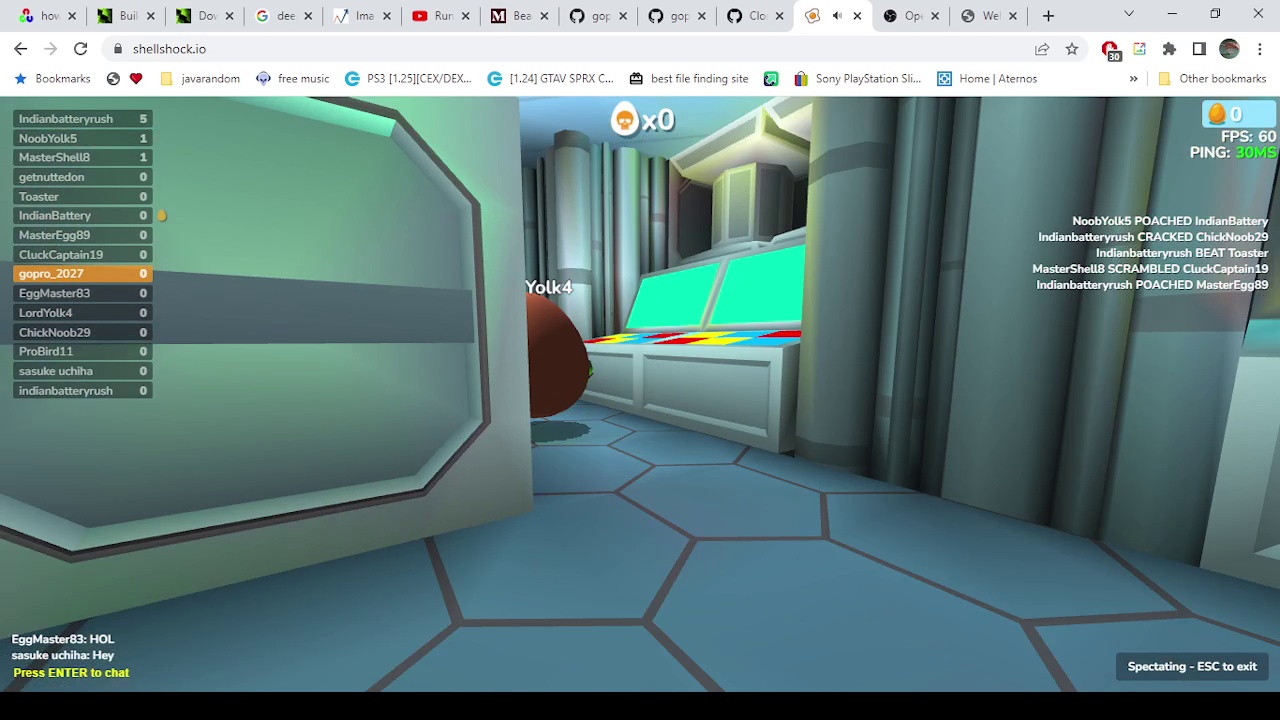 how
Buil
Dov
dee
Ima
Run
Bea
gop
gop
Clo
Ope
Wel
shellshock.io
30
Bookmarks
javarandom
free music
PS3 [1.25][CEX/DEX...
[1.24] GTAV SPRX C...
best file finding site
Sony PlayStation Sli...
Home | Aternos
»
Other bookmarks
x0
0
FPS: 60
PING: 30MS
Indianbatteryrush 5
NoobYolk5 1
MasterShell8 1
getnuttedon 0
Toaster 0
IndianBattery 0
MasterEgg89 0
CluckCaptain19 0
gopro_2027 0
EggMaster83 0
LordYolk4 0
ChickNoob29 0
ProBird11 0
sasuke uchiha 0
indianbatteryrush 0
NoobYolk5 POACHED IndianBattery
Indianbatteryrush CRACKED ChickNoob29
Indianbatteryrush BEAT Toaster
MasterShell8 SCRAMBLED CluckCaptain19
Indianbatteryrush POACHED MasterEgg89
Yolk4
EggMaster83: HOL
sasuke uchiha: Hey
Press ENTER to chat
Spectating - ESC to exit